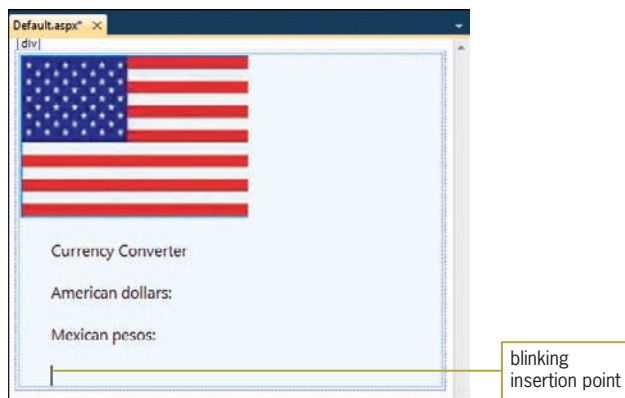 Default.aspx* ×
|div|
Currency Converter
American dollars:
Mexican pesos:
blinking
insertion point